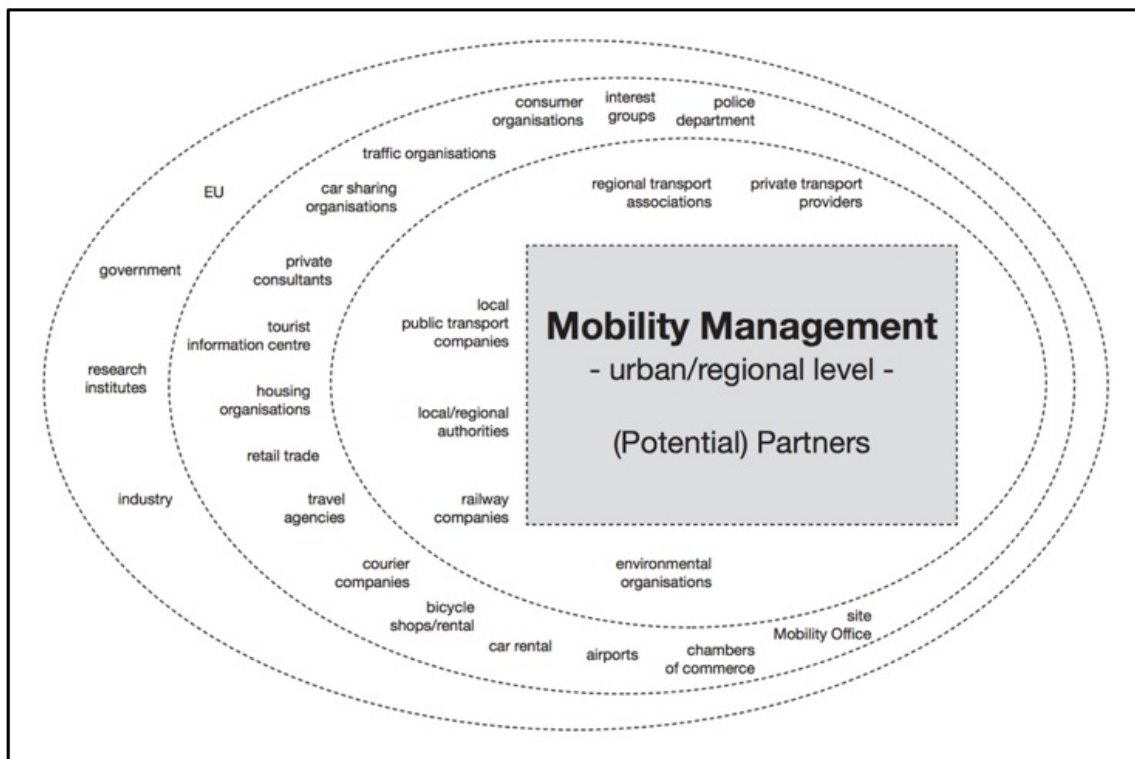 consumer
organisations
interest
groups
police
department
traffic organisations
EU
car sharing
organisations
regional transport
associations
private transport
providers
government
private
consultants
local
public transport
companies
Mobility Management
- urban/regional level -
(Potential) Partners
tourist
information centre
research
institutes
housing
organisations
local/regional
authorities
retail trade
industry
travel
agencies
railway
companies
courier
companies
environmental
organisations
bicycle
shops/rental
car rental
airports
chambers
of commerce
site
Mobility Office